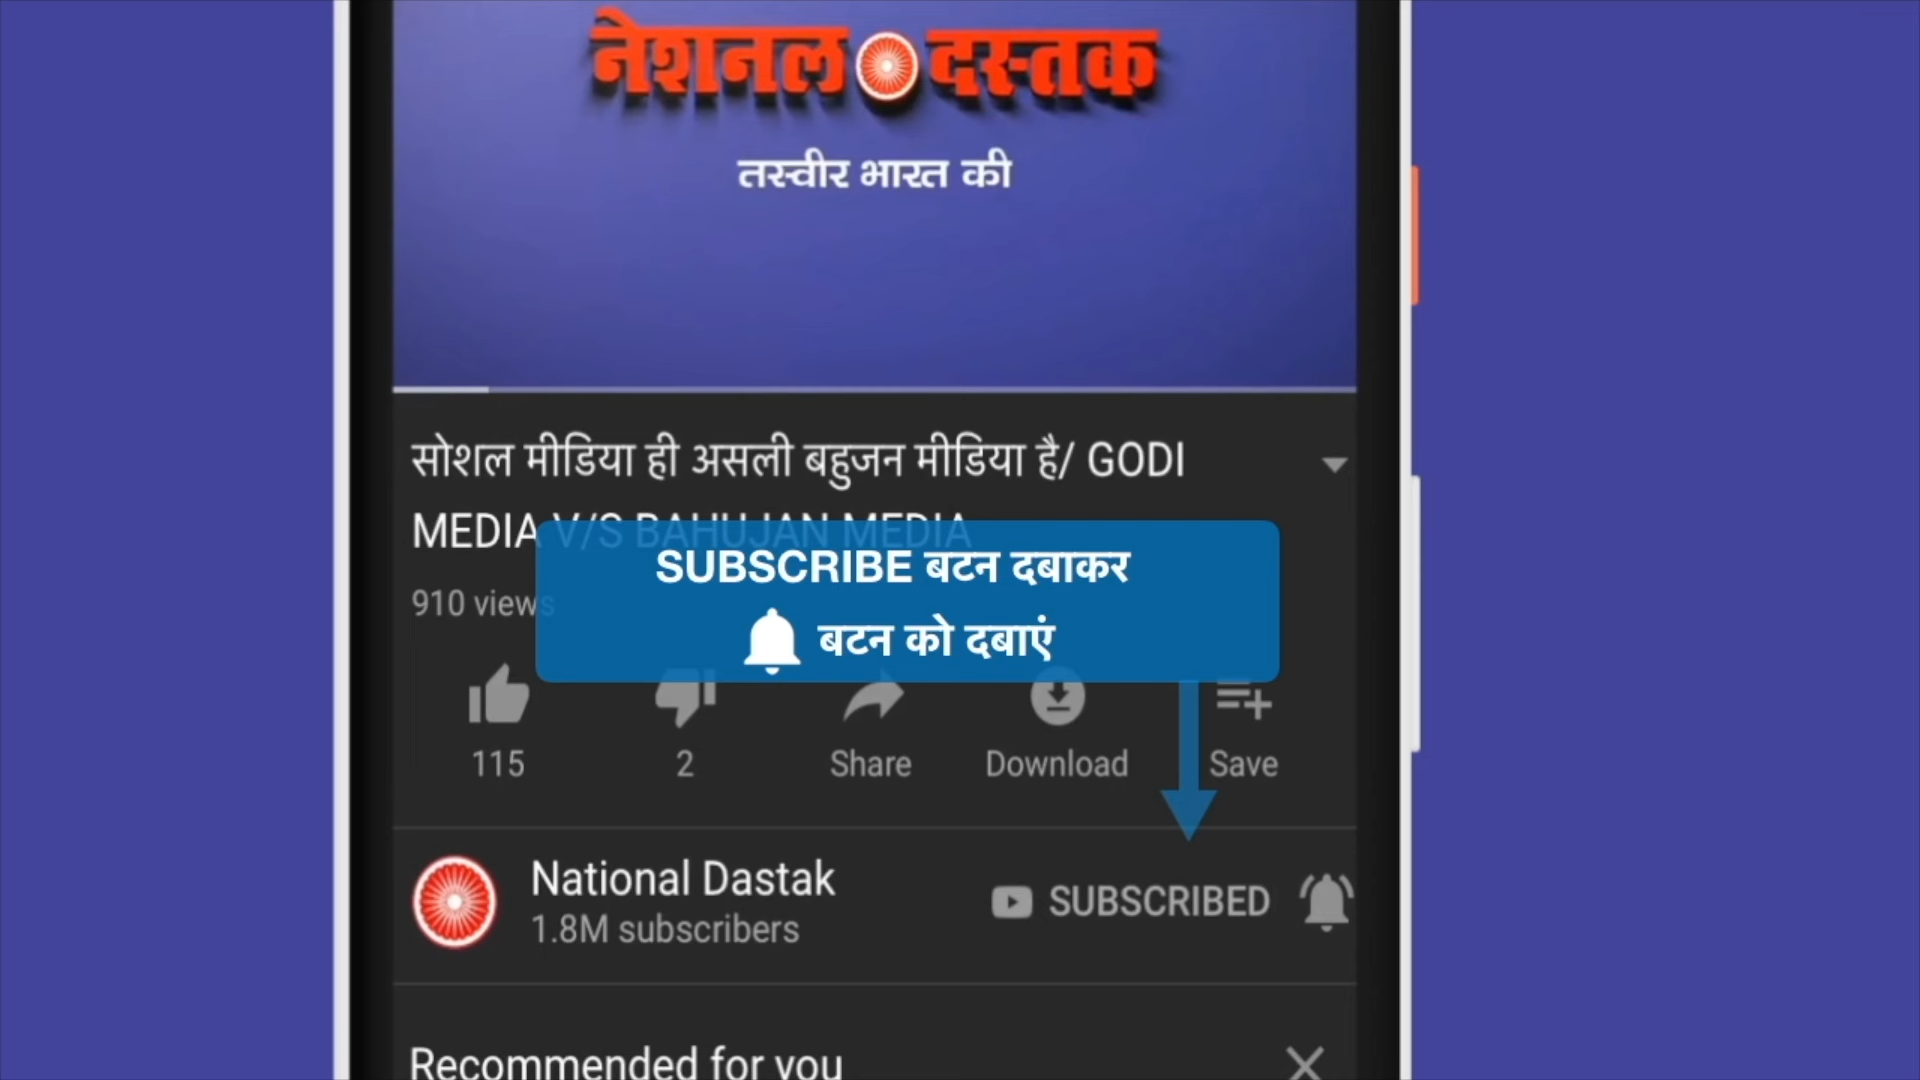 नेशनल दस्तक
तस्वीर भारत की
सोशल मीडिया ही असली बहुजन मीडिया है/ GODI
MEDIA V/S BAHUJAN MEDIA
910 views
SUBSCRIBE बटन दबाकर
बटन को दबाएं
115
2
Share
Download
Save
National Dastak
1.8M subscribers
SUBSCRIBED
Recommended for you